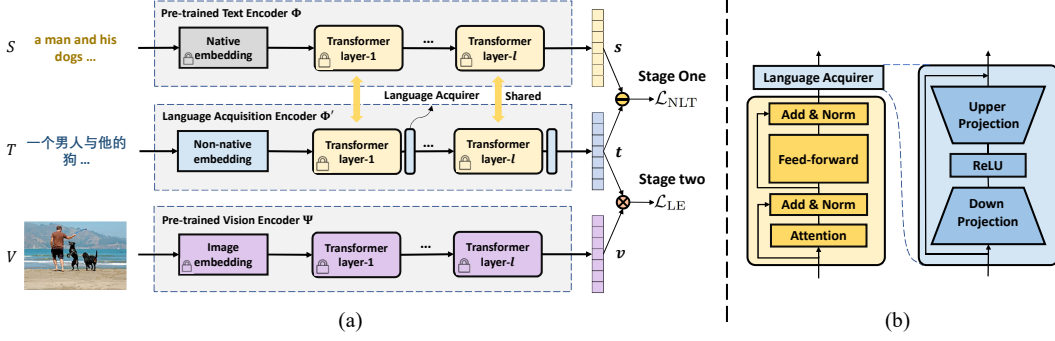 Pre-trained Text Encoder Φ
S
a man and his
dogs ...
Native
embedding
Transformer
layer-1
...
Transformer
layer-l
s
Stage One
ℒNLT
Language Acquirer
Shared
Language Acquisition Encoder Φ′
T
一个男人与他的
狗 ...
Non-native
embedding
Transformer
layer-1
...
Transformer
layer-l
t
Stage two
ℒLE
Pre-trained Vision Encoder Ψ
V
Image
embedding
Transformer
layer-1
...
Transformer
layer-l
v
(a)
Language Acquirer
Add & Norm
Feed-forward
Add & Norm
Attention
Upper
Projection
ReLU
Down
Projection
(b)